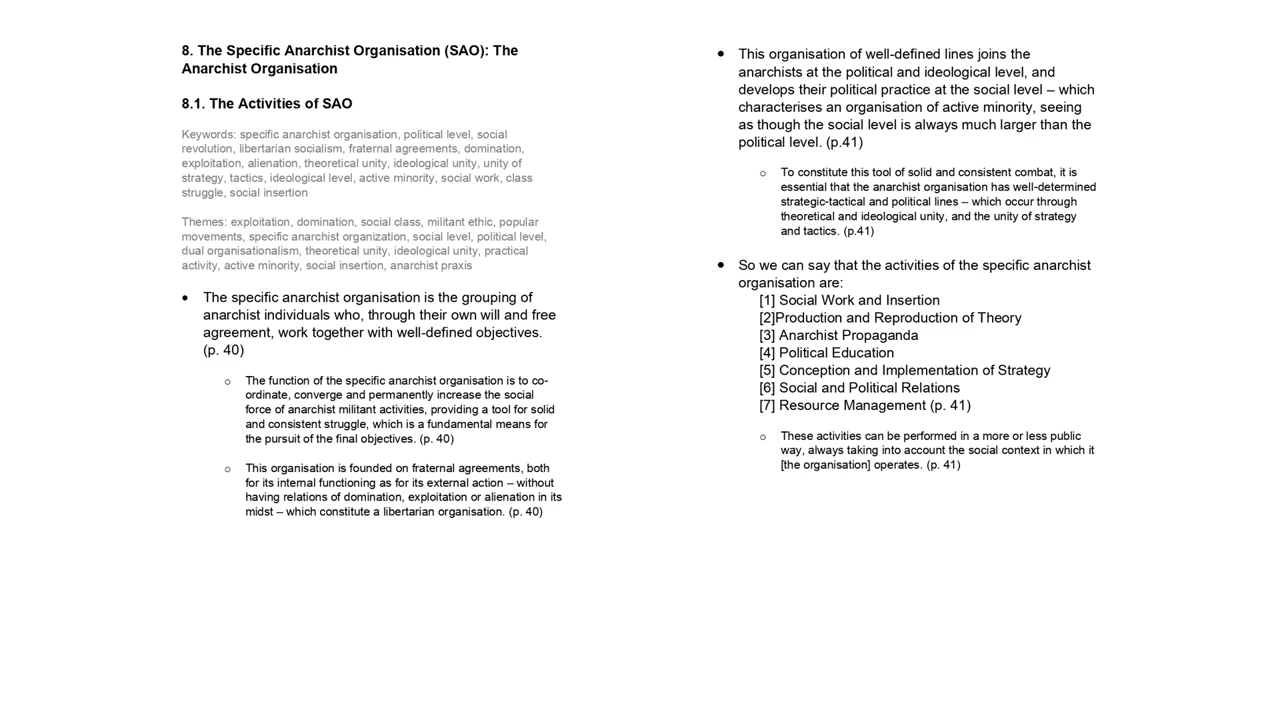 8. The Specific Anarchist Organisation (SAO): The
Anarchist Organisation
8.1. The Activities of SAO
Keywords: specific anarchist organisation, political level, social
revolution, libertarian socialism, fraternal agreements, domination,
exploitation, alienation, theoretical unity, ideological unity, unity of
strategy, tactics, ideological level, active minority, social work, class
struggle, social insertion
Themes: exploitation, domination, social class, militant ethic, popular
movements, specific anarchist organization, social level, political level,
dual organisationalism, theoretical unity, ideological unity, practical
activity, active minority, social insertion, anarchist praxis
• The specific anarchist organisation is the grouping of
anarchist individuals who, through their own will and free
agreement, work together with well-defined objectives.
(p. 40)
o The function of the specific anarchist organisation is to co-
ordinate, converge and permanently increase the social
force of anarchist militant activities, providing a tool for solid
and consistent struggle, which is a fundamental means for
the pursuit of the final objectives. (p. 40)
o This organisation is founded on fraternal agreements, both
for its internal functioning as for its external action – without
having relations of domination, exploitation or alienation in its
midst – which constitute a libertarian organisation. (p. 40)
• This organisation of well-defined lines joins the
anarchists at the political and ideological level, and
develops their political practice at the social level – which
characterises an organisation of active minority, seeing
as though the social level is always much larger than the
political level. (p.41)
o To constitute this tool of solid and consistent combat, it is
essential that the anarchist organisation has well-determined
strategic-tactical and political lines – which occur through
theoretical and ideological unity, and the unity of strategy
and tactics. (p.41)
• So we can say that the activities of the specific anarchist
organisation are:
[1] Social Work and Insertion
[2]Production and Reproduction of Theory
[3] Anarchist Propaganda
[4] Political Education
[5] Conception and Implementation of Strategy
[6] Social and Political Relations
[7] Resource Management (p. 41)
o These activities can be performed in a more or less public
way, always taking into account the social context in which it
[the organisation] operates. (p. 41)